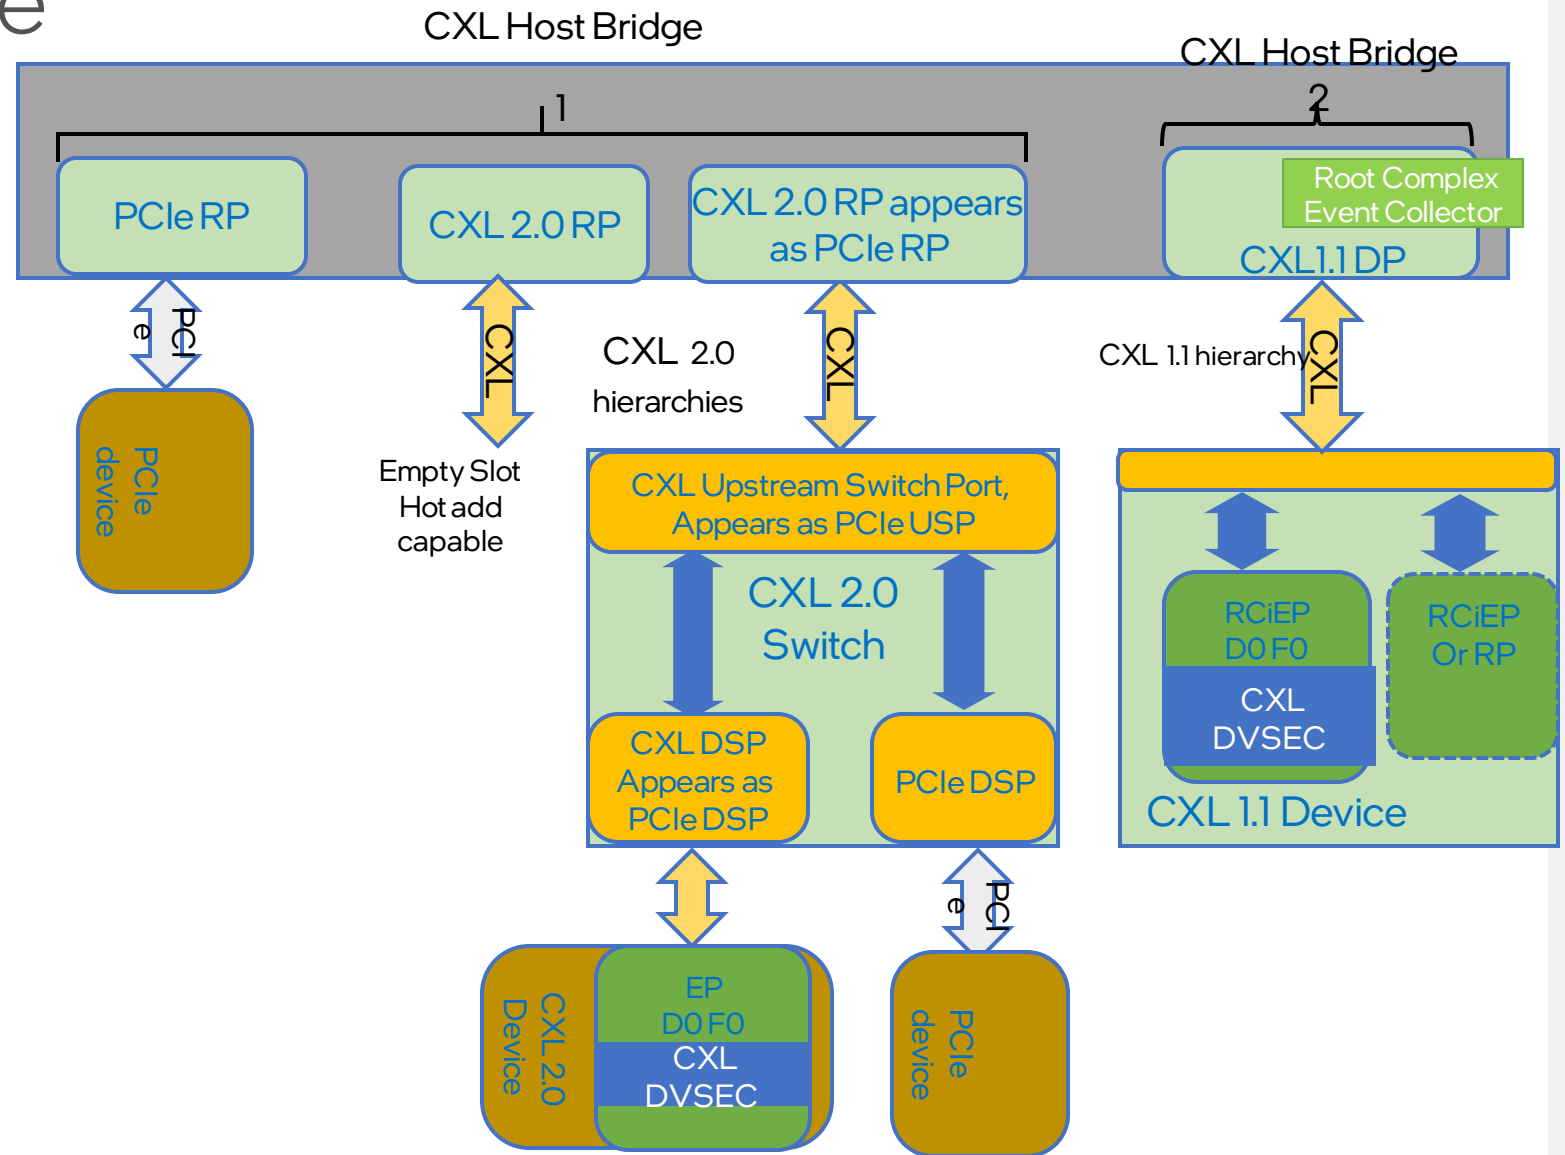 e
CXL Host Bridge
1
CXL Host Bridge
2
PCIe RP
CXL 2.0 RP
CXL 2.0 RP appears
as PCIe RP
Root Complex
Event Collector
CXL1.1 DP
PCI
e
CXL
CXL 2.0
hierarchies
CXL
CXL 1.1 hierarchy
CXL
PCIe
device
Empty Slot
Hot add
capable
CXL Upstream Switch Port,
Appears as PCIe USP
CXL 2.0
Switch
CXL DSP
Appears as
PCIe DSP
PCIe DSP
RCiEP
D0 F0
CXL
DVSEC
RCiEP
Or RP
CXL 1.1 Device
PCI
e
CXL 2.0
Device
EP
D0 F0
CXL
DVSEC
PCIe
device